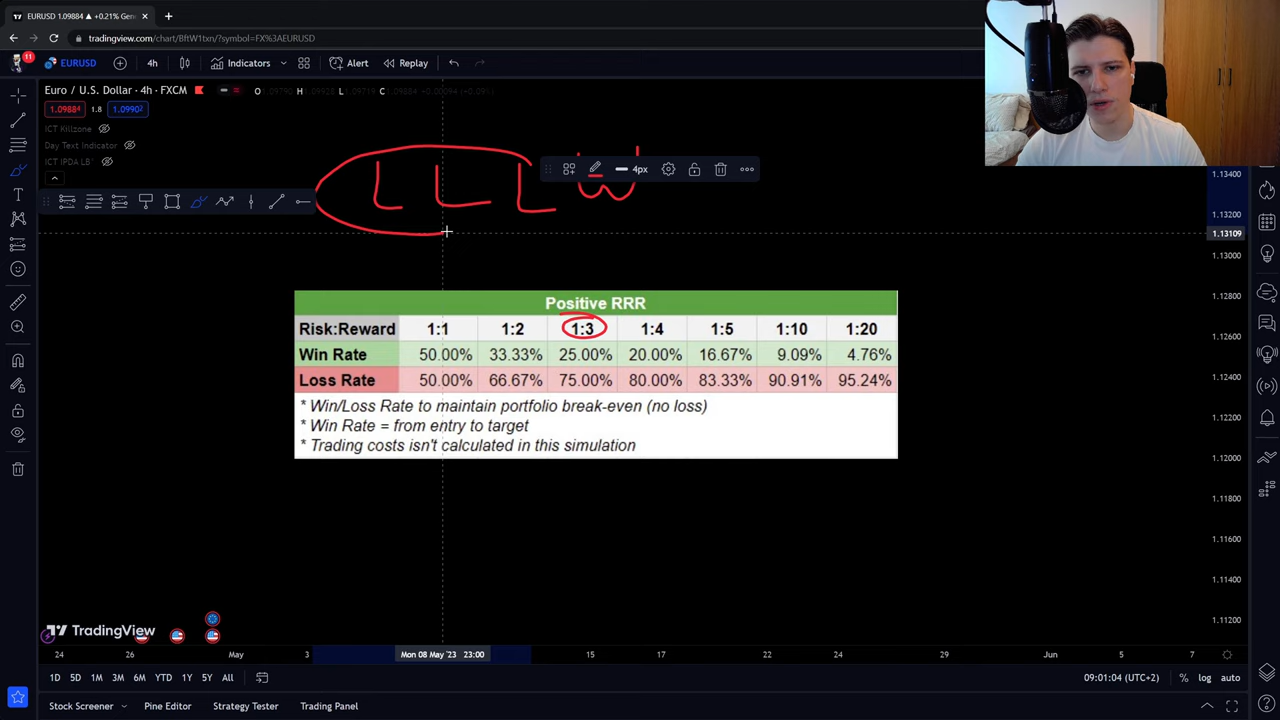 EURUSD 1.09884 ▲ +0.21%
tradingview.com/chart/BftW1txn/?symbol=FX%3AEURUSD
11
EURUSD
4h
Indicators
Alert
Replay
Euro / U.S. Dollar · 4h · FXCM
1.09884
1.8
1.09902
ICT Killzone
Day Text Indicator
ICT IPDA LB
4px
L L L W
1.13400
1.13200
1.13109
1.13000
1.12800
1.12600
1.12400
1.12200
1.12000
1.11800
1.11600
1.11400
1.11200
Positive RRR
Risk:Reward 1:1 1:2 1:3 1:4 1:5 1:10 1:20
Win Rate 50.00% 33.33% 25.00% 20.00% 16.67% 9.09% 4.76%
Loss Rate 50.00% 66.67% 75.00% 80.00% 83.33% 90.91% 95.24%
* Win/Loss Rate to maintain portfolio break-even (no loss)
* Win Rate = from entry to target
* Trading costs isn't calculated in this simulation
TradingView
24 26 May 3 Mon 08 May '23 23:00 15 17 22 24 29 Jun 5 7
1D 5D 1M 3M 6M YTD 1Y 5Y All
09:01:04 (UTC+2) % log auto
Stock Screener Pine Editor Strategy Tester Trading Panel